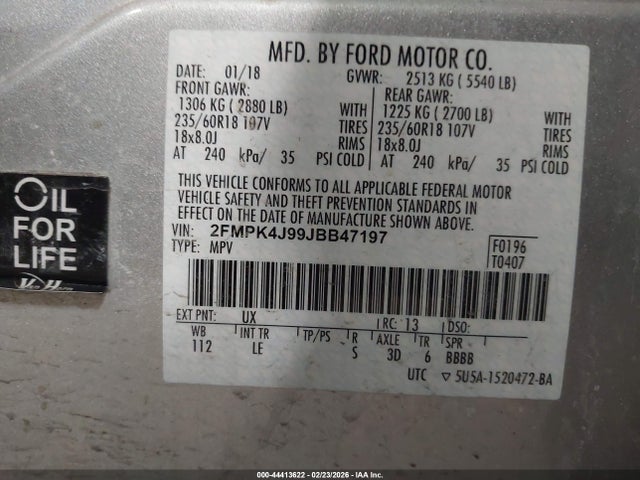 MFD. BY FORD MOTOR CO.
DATE: 01/18 GVWR: 2513 KG ( 5540 LB)
FRONT GAWR: REAR GAWR:
1306 KG ( 2880 LB) WITH 1225 KG ( 2700 LB) WITH
235/60R18 107V TIRES 235/60R18 107V TIRES
18x8.0J RIMS 18x8.0J RIMS
AT 240 kPa/ 35 PSI COLD AT 240 kPa/ 35 PSI COLD
THIS VEHICLE CONFORMS TO ALL APPLICABLE FEDERAL MOTOR
VEHICLE SAFETY AND THEFT PREVENTION STANDARDS IN
EFFECT ON THE DATE OF MANUFACTURE SHOWN ABOVE.
VIN: 2FMPK4J99JBB47197
TYPE: MPV
F0196
T0407
EXT PNT: UX RC: 13 DSO:
WB INT TR TP/PS R AXLE TR SPR
112 LE S 3D 6 BBBB
UTC ▽ 5U5A-1520472-BA
OIL
FOR
LIFE
000-44413622 - 02/23/2026 - IAA Inc.